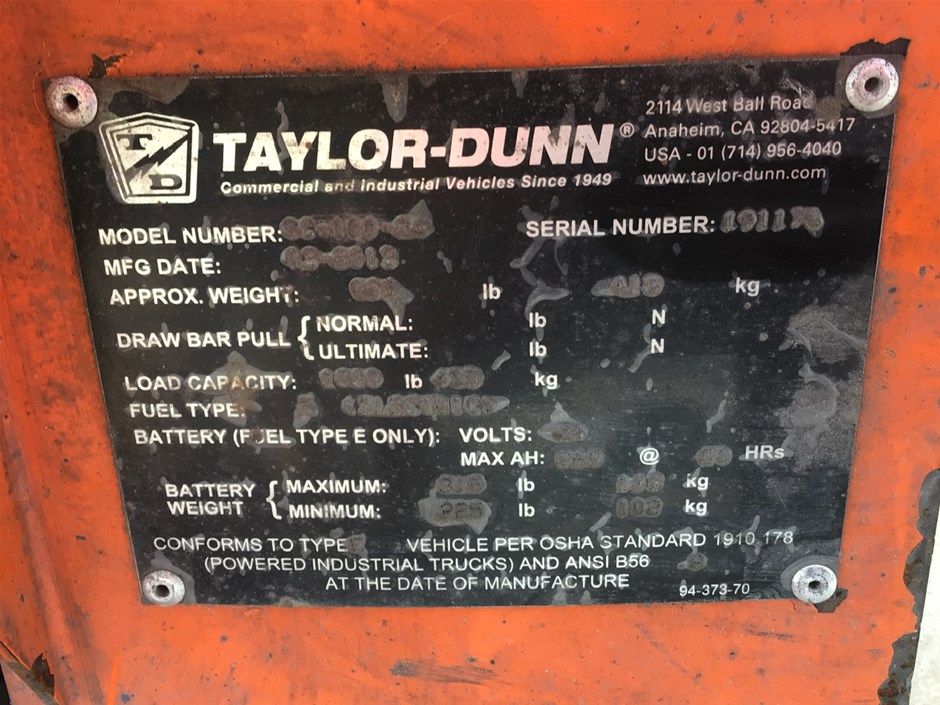 TD
TAYLOR-DUNN®
Commercial and Industrial Vehicles Since 1949
2114 West Ball Road
Anaheim, CA 92804-5417
USA - 01 (714) 956-4040
www.taylor-dunn.com
MODEL NUMBER:
SERIAL NUMBER:
MFG DATE:
APPROX. WEIGHT: lb kg
DRAW BAR PULL { NORMAL: lb N
ULTIMATE: lb N
LOAD CAPACITY: lb kg
FUEL TYPE: E
BATTERY (FUEL TYPE E ONLY): VOLTS:
MAX AH: @ HRs
BATTERY WEIGHT { MAXIMUM: lb kg
MINIMUM: 225 lb 102 kg
CONFORMS TO TYPE E VEHICLE PER OSHA STANDARD 1910.178
(POWERED INDUSTRIAL TRUCKS) AND ANSI B56
AT THE DATE OF MANUFACTURE
94-373-70